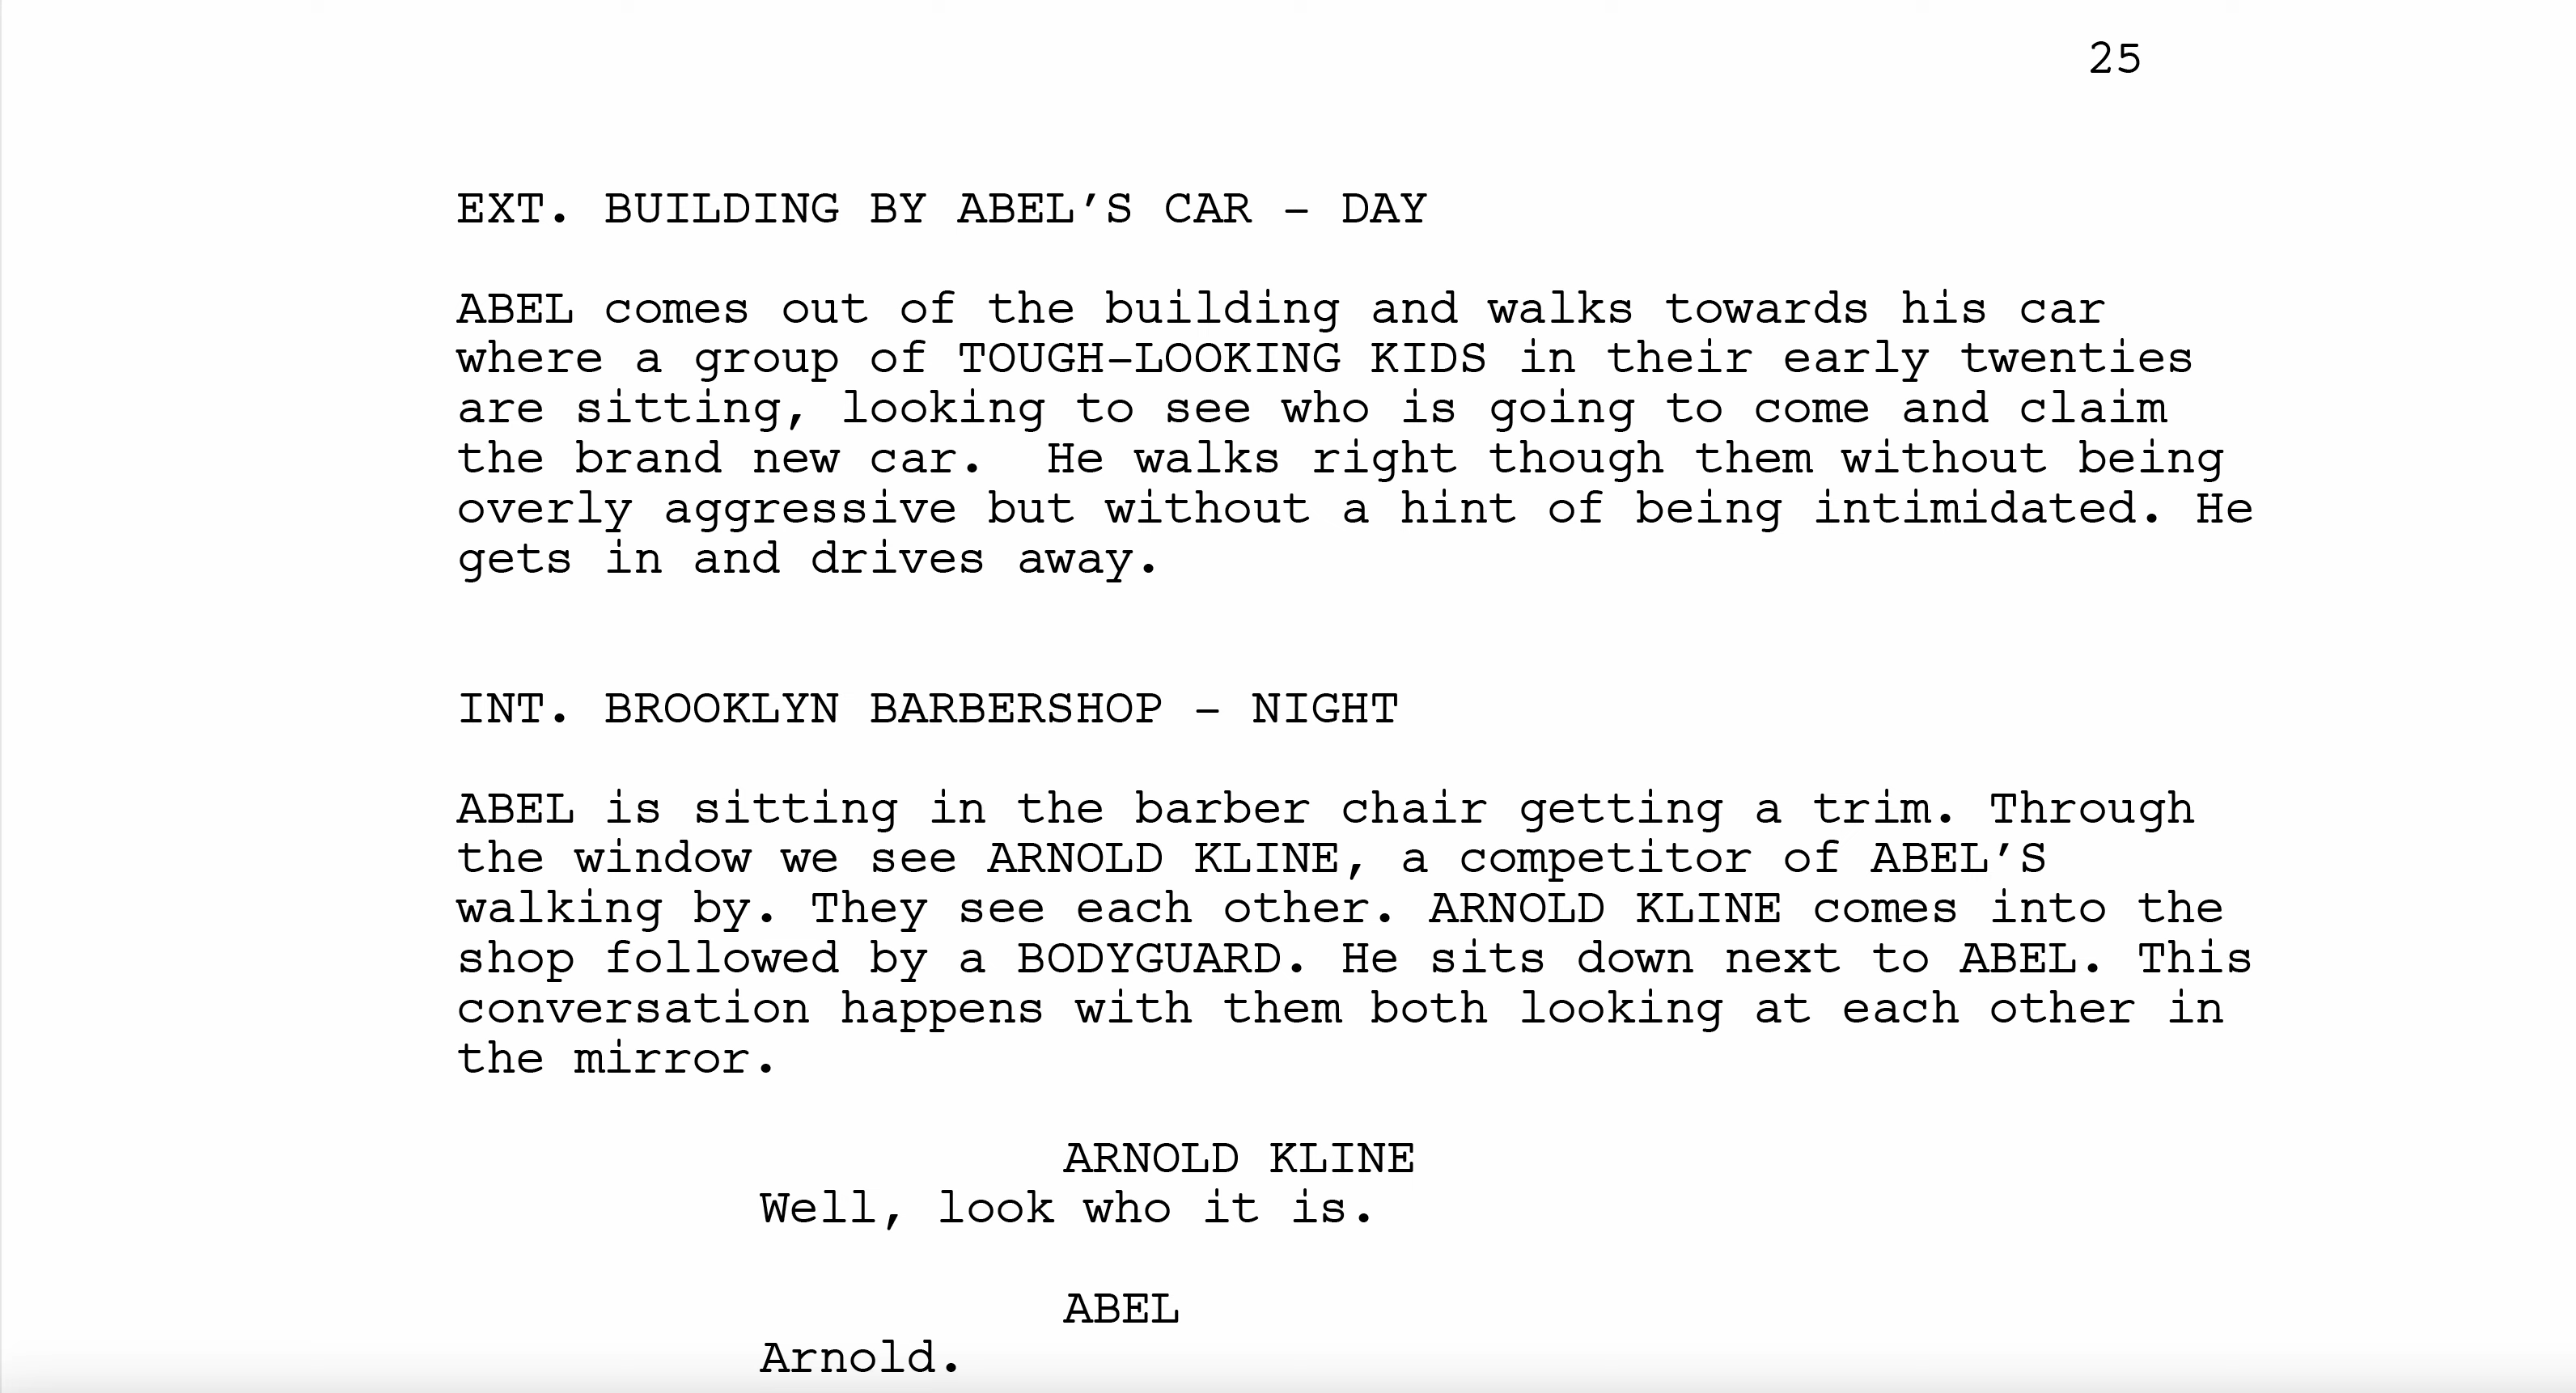 25
EXT. BUILDING BY ABEL’S CAR – DAY
ABEL comes out of the building and walks towards his car
where a group of TOUGH–LOOKING KIDS in their early twenties
are sitting, looking to see who is going to come and claim
the brand new car.  He walks right though them without being
overly aggressive but without a hint of being intimidated. He
gets in and drives away.
INT. BROOKLYN BARBERSHOP – NIGHT
ABEL is sitting in the barber chair getting a trim. Through
the window we see ARNOLD KLINE, a competitor of ABEL’S
walking by. They see each other. ARNOLD KLINE comes into the
shop followed by a BODYGUARD. He sits down next to ABEL. This
conversation happens with them both looking at each other in
the mirror.
ARNOLD KLINE
Well, look who it is.
ABEL
Arnold.